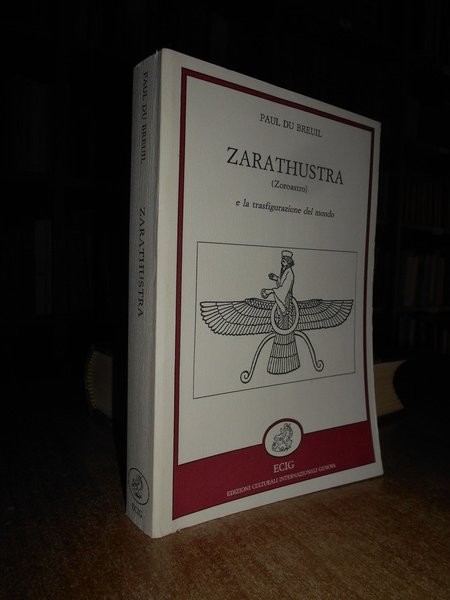 PAUL DU BREUIL
ZARATHUSTRA
(Zoroastro)
e la trasfigurazione del mondo
ECIG
EDIZIONI CULTURALI INTERNAZIONALI GENOVA
PAUL DU BREUIL
ZARATHUSTRA
ECIG